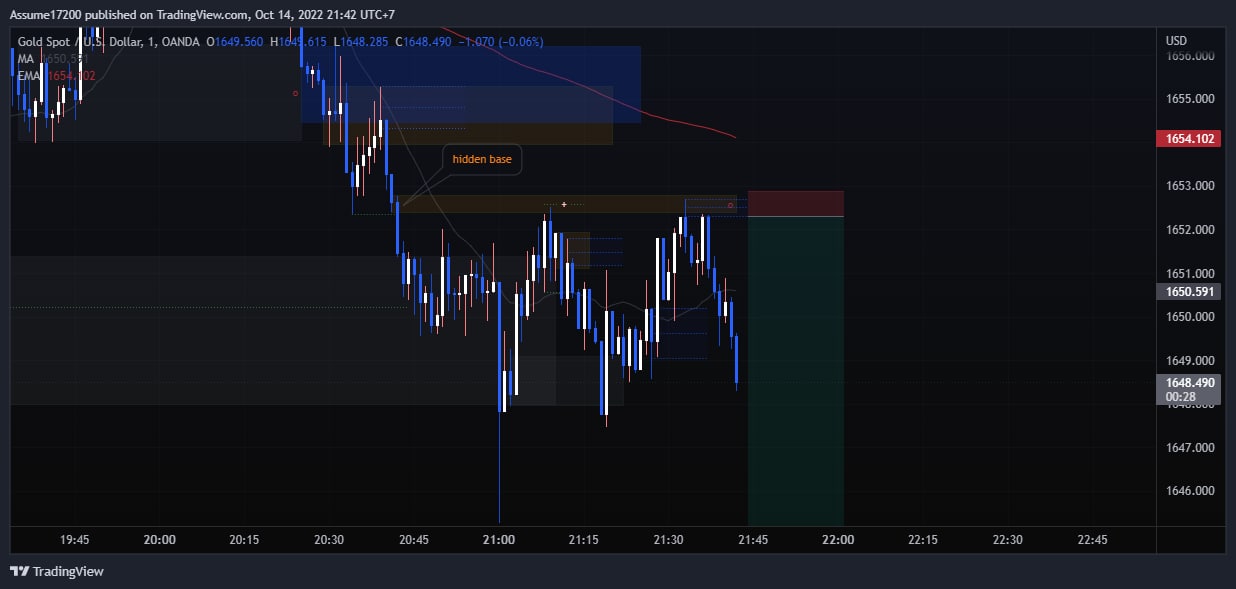 Assume17200 published on TradingView.com, Oct 14, 2022 21:42 UTC+7
Gold Spot / U.S. Dollar, 1, OANDA O1649.560 H1649.615 L1648.285 C1648.490 −1.070 (−0.06%)
MA 1650.591
EMA 1654.102
USD
1656.000
1655.000
1654.102
hidden base
1653.000
1652.000
1651.000
1650.591
1650.000
1649.000
1648.490
00:28
1648.000
1647.000
1646.000
19:45 20:00 20:15 20:30 20:45 21:00 21:15 21:30 21:45 22:00 22:15 22:30 22:45
TradingView